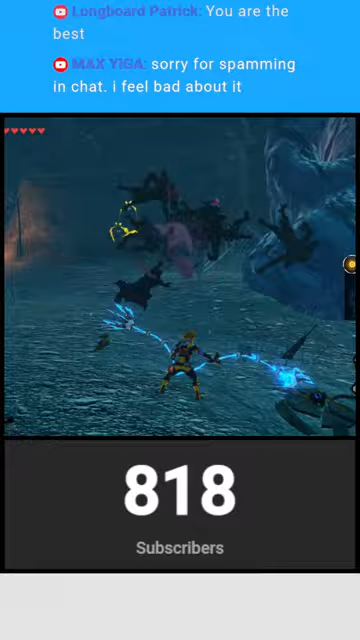 Longboard Patrick: You are the
best
MAX YIGA: sorry for spamming
in chat. i feel bad about it
818
Subscribers